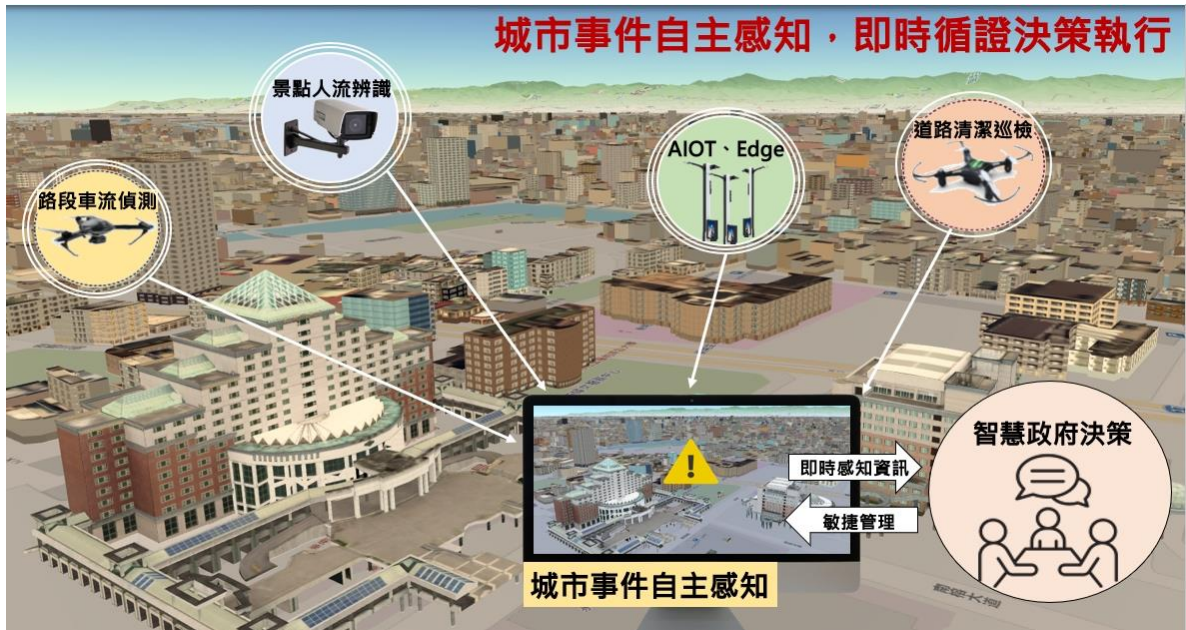 城市事件自主感知，即時循證決策執行
景點人流辨識
AIOT、Edge
道路清潔巡檢
路段車流偵測
智慧政府決策
即時感知資訊
敏捷管理
城市事件自主感知